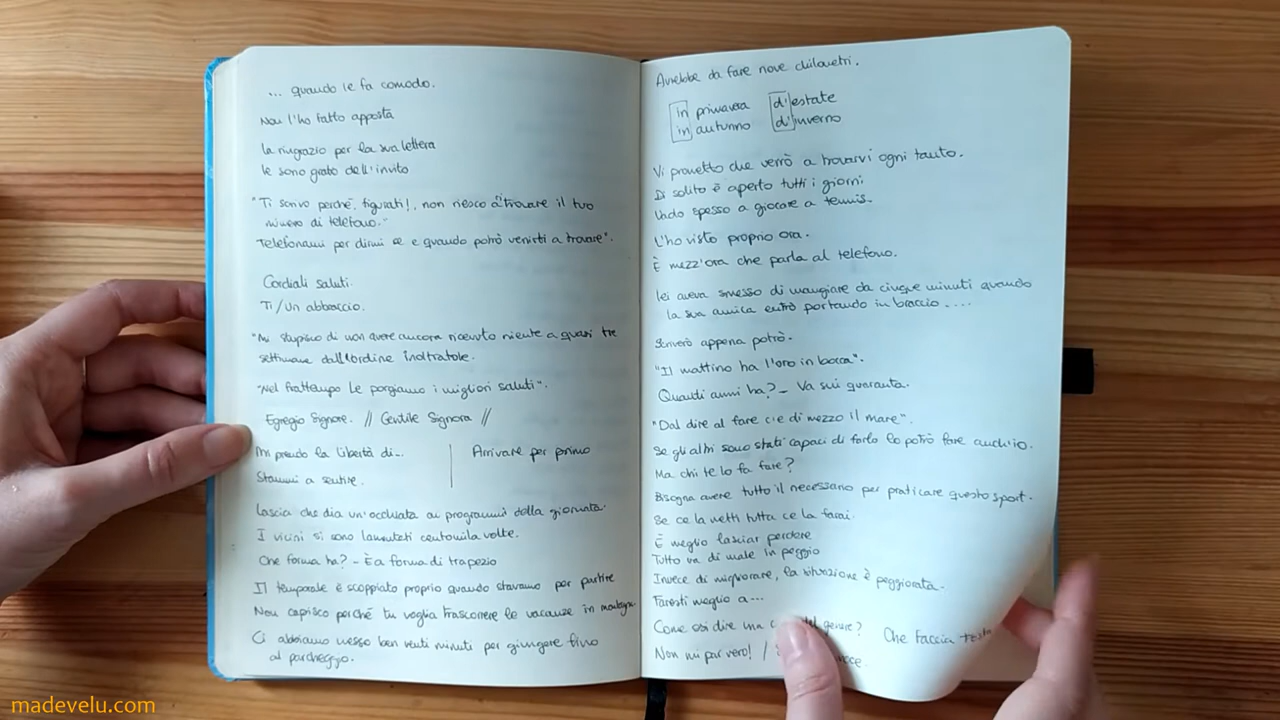 ... quando le fa comodo.
Non l'ho fatto apposta
la ringrazio per la sua lettera
le sono grato dell'invito
"Ti scrivo perché, figurati!, non riesco a trovare il tuo
numero di telefono."
Telefonami per dirmi se e quando potrò venirti a trovare".
Cordiali saluti.
Ti/Un abbraccio.
"Mi stupisco di non avere ancora ricevuto niente a quasi tre
settimane dall'ordine inoltratole.
"Nel frattempo Le porgiamo i migliori saluti".
Egregio Signore. // Gentile Signora //
Mi prendo la libertà di...
Stammi a sentire.
Arrivare per primo
Lascia che dia un'occhiata ai programmi della giornata.
I vicini si sono lamentati centomila volte.
Che forma ha? - È a forma di trapezio
Il temporale è scoppiato proprio quando stavamo per partire
Non capisco perché tu voglia trascorrere le vacanze in montagna.
Ci abbiamo messo ben venti minuti per giungere fino
al parcheggio.
Avrebbe da fare nove chilometri.
in primavera d'estate
in autunno d'inverno
Vi prometto che verrò a trovarvi ogni tanto.
Di solito è aperto tutti i giorni
Vado spesso a giocare a tennis.
L'ho visto proprio ora.
È mezz'ora che parla al telefono.
lei aveva smesso di mangiare da cinque minuti quando
la sua amica entrò portando in braccio ....
Scriverò appena potrò.
"Il mattino ha l'oro in bocca".
Quanti anni ha? - Va sui quaranta.
"Dal dire al fare c'è di mezzo il mare".
Se gli altri sono stati capaci di farlo lo potrò fare anch'io.
Ma chi te lo fa fare?
Bisogna avere tutto il necessario per praticare questo sport.
Se ce la metti tutta ce la farai.
È meglio lasciar perdere
Tutto va di male in peggio
Invece di migliorare, la situazione è peggiorata.
Faresti meglio a...
Come osi dire una genere? Che faccia
Non mi par vero! /
madevelu.com